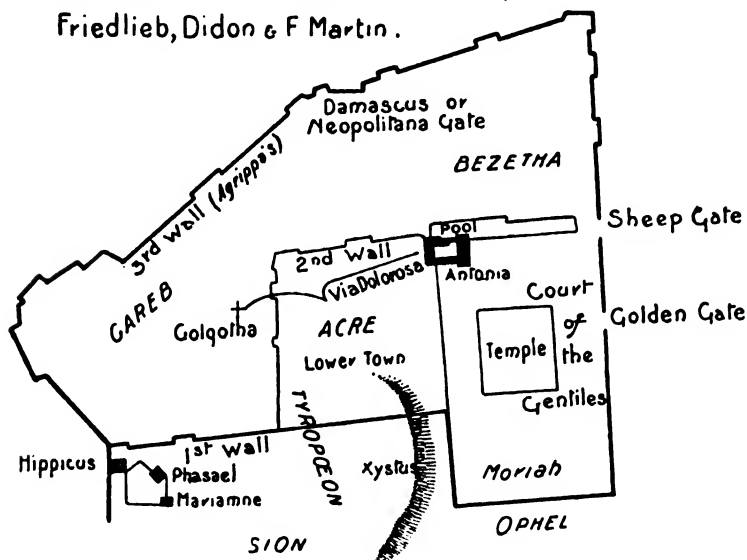 Friedlieb, Didon & F Martin.
Damascus or
Neopolitana Gate
BEZETHA
3rd Wall (Agrippa's)
Sheep Gate
Pool
2nd Wall
Antonia
Via Dolorosa
GAREB
Golgotha
ACRE
Lower Town
Court
of
the
Gentiles
Golden Gate
Temple
TYROPŒON
1st Wall
Hippicus
Phasael
Mariamne
Xystus
Moriah
OPHEL
SION